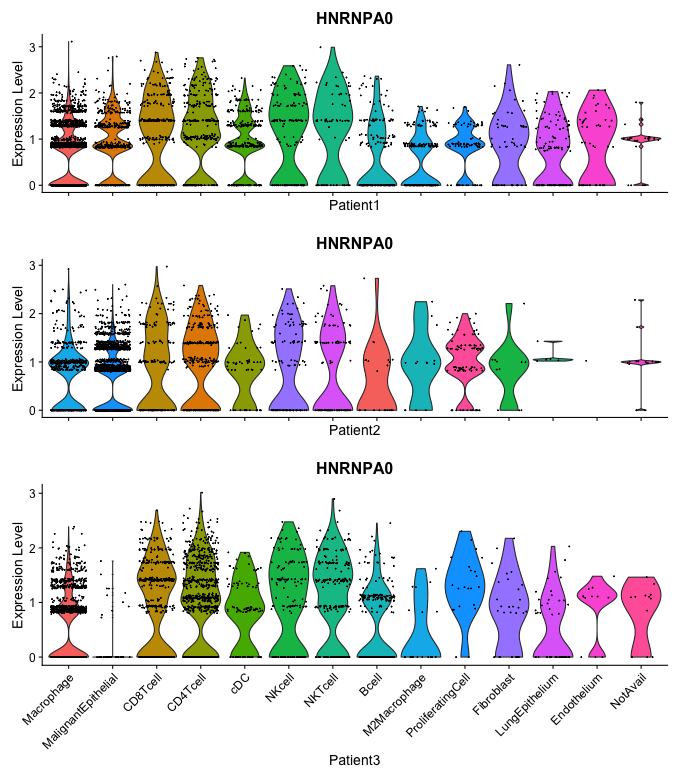 HNRNPA0
Expression Level
3
2
1
0
Patient1
HNRNPA0
Expression Level
3
2
1
0
Patient2
HNRNPA0
Expression Level
3
2
1
0
Macrophage
MalignantEpithelial
CD8Tcell
CD4Tcell
cDC
NKcell
NKTcell
Bcell
M2Macrophage
ProliferatingCell
Fibroblast
LungEpithelium
Endothelium
NotAvail
Patient3